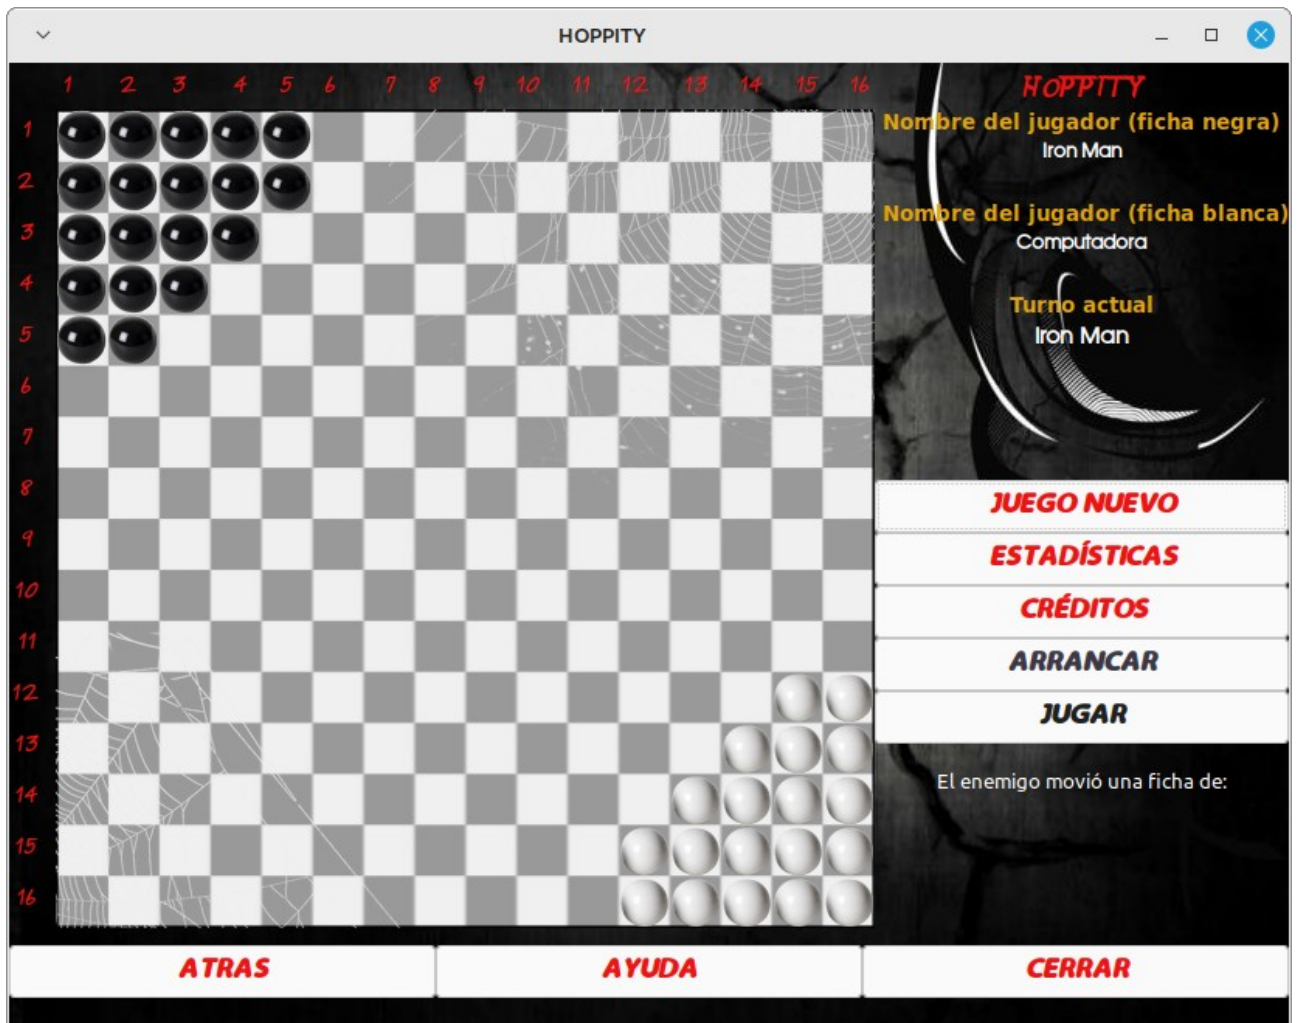 HOPPITY
1 2 3 4 5 6 7 8 9 10 11 12 13 14 15 16
HOPPITY
Nombre del jugador (ficha negra)
Iron Man
Nombre del jugador (ficha blanca)
Computadora
Turno actual
Iron Man
1
2
3
4
5
6
7
8
9
10
11
12
13
14
15
16
JUEGO NUEVO
ESTADÍSTICAS
CRÉDITOS
ARRANCAR
JUGAR
El enemigo movió una ficha de:
ATRAS AYUDA CERRAR